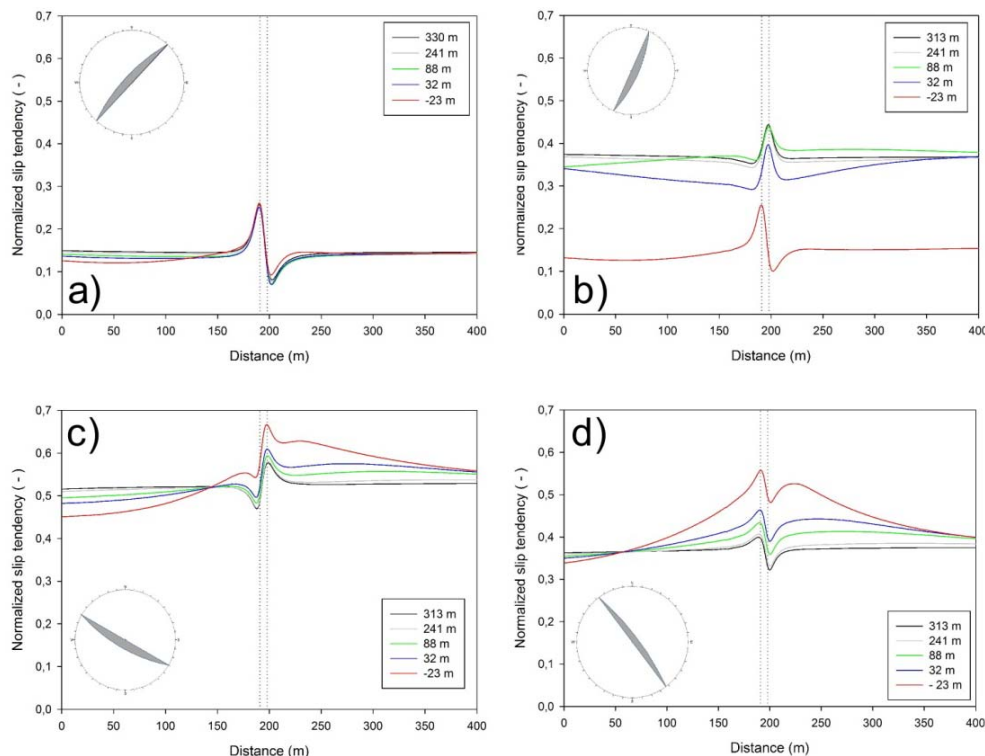 0,7
0,6
0,5
0,4
0,3
0,2
0,1
0,0
Normalized slip tendency ( - )
330 m
241 m
88 m
32 m
-23 m
a)
0 50 100 150 200 250 300 350 400
Distance (m)
0,7
0,6
0,5
0,4
0,3
0,2
0,1
0,0
Normalized slip tendency ( - )
313 m
241 m
88 m
32 m
-23 m
b)
0 50 100 150 200 250 300 350 400
Distance (m)
0,7
0,6
0,5
0,4
0,3
0,2
0,1
0,0
Normalized slip tendency ( - )
c)
313 m
241 m
88 m
32 m
-23 m
0 50 100 150 200 250 300 350 400
Distance (m)
0,7
0,6
0,5
0,4
0,3
0,2
0,1
0,0
Normalized slip tendency ( - )
d)
313 m
241 m
88 m
32 m
- 23 m
0 50 100 150 200 250 300 350 400
Distance (m)